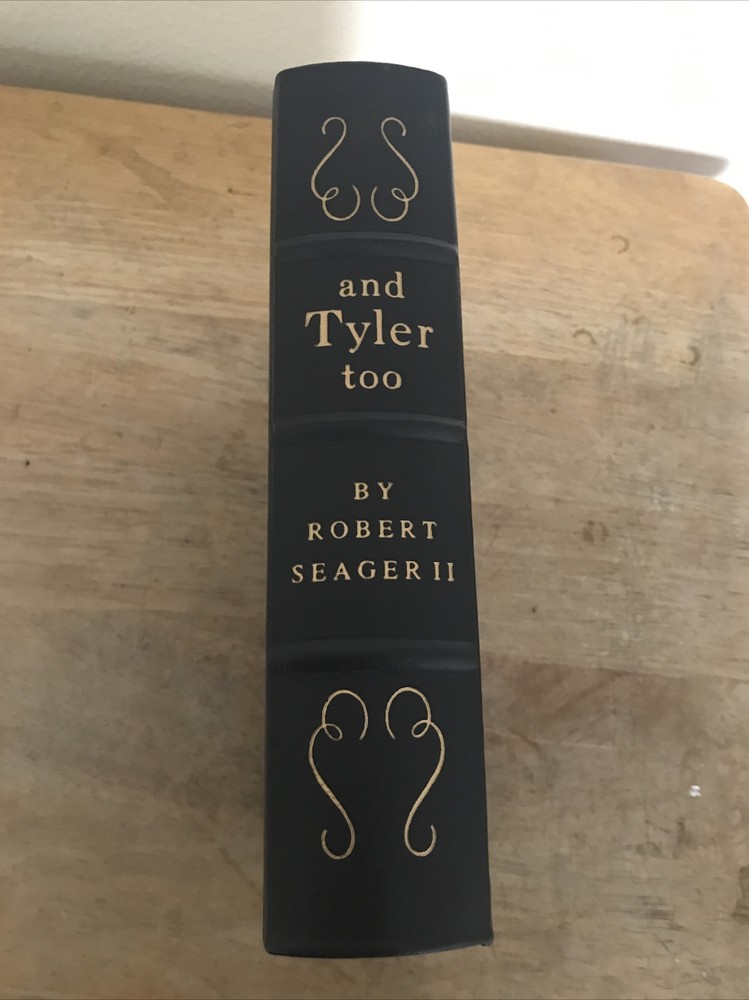 and
Tyler
too
BY
ROBERT
SEAGER II